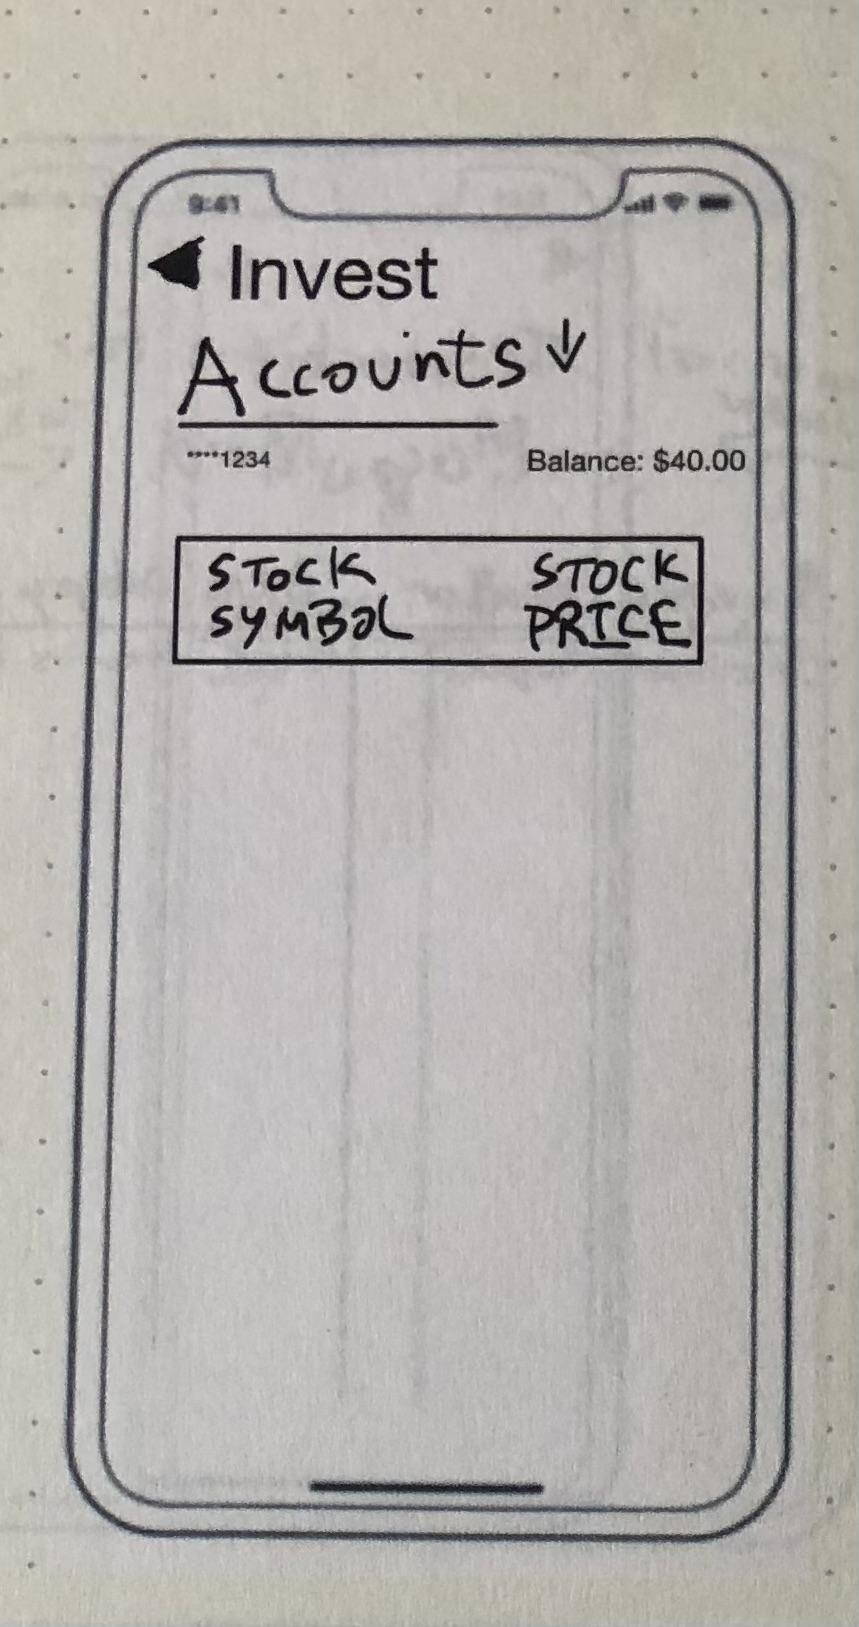 9:41
Invest
Accounts ↓
****1234 Balance: $40.00
STOCK STOCK
SYMBOL PRICE